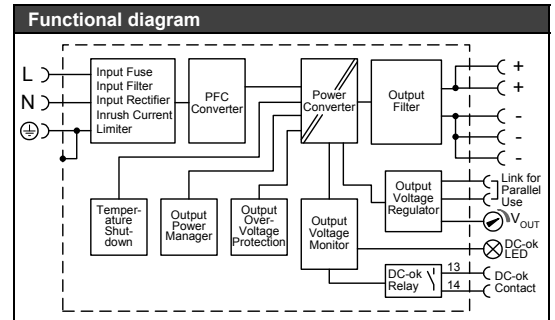 Functional diagram
L
N
Input Fuse
Input Filter
Input Rectifier
Inrush Current
Limiter
PFC
Converter
Power
Converter
Output
Filter
+
+
-
-
-
Temper-
ature
Shut-
down
Output
Power
Manager
Output
Over-
Voltage
Protection
Output
Voltage
Monitor
Output
Voltage
Regulator
Link for
Parallel
Use
VOUT
DC-ok
LED
DC-ok
Relay
13
14
DC-ok
Contact